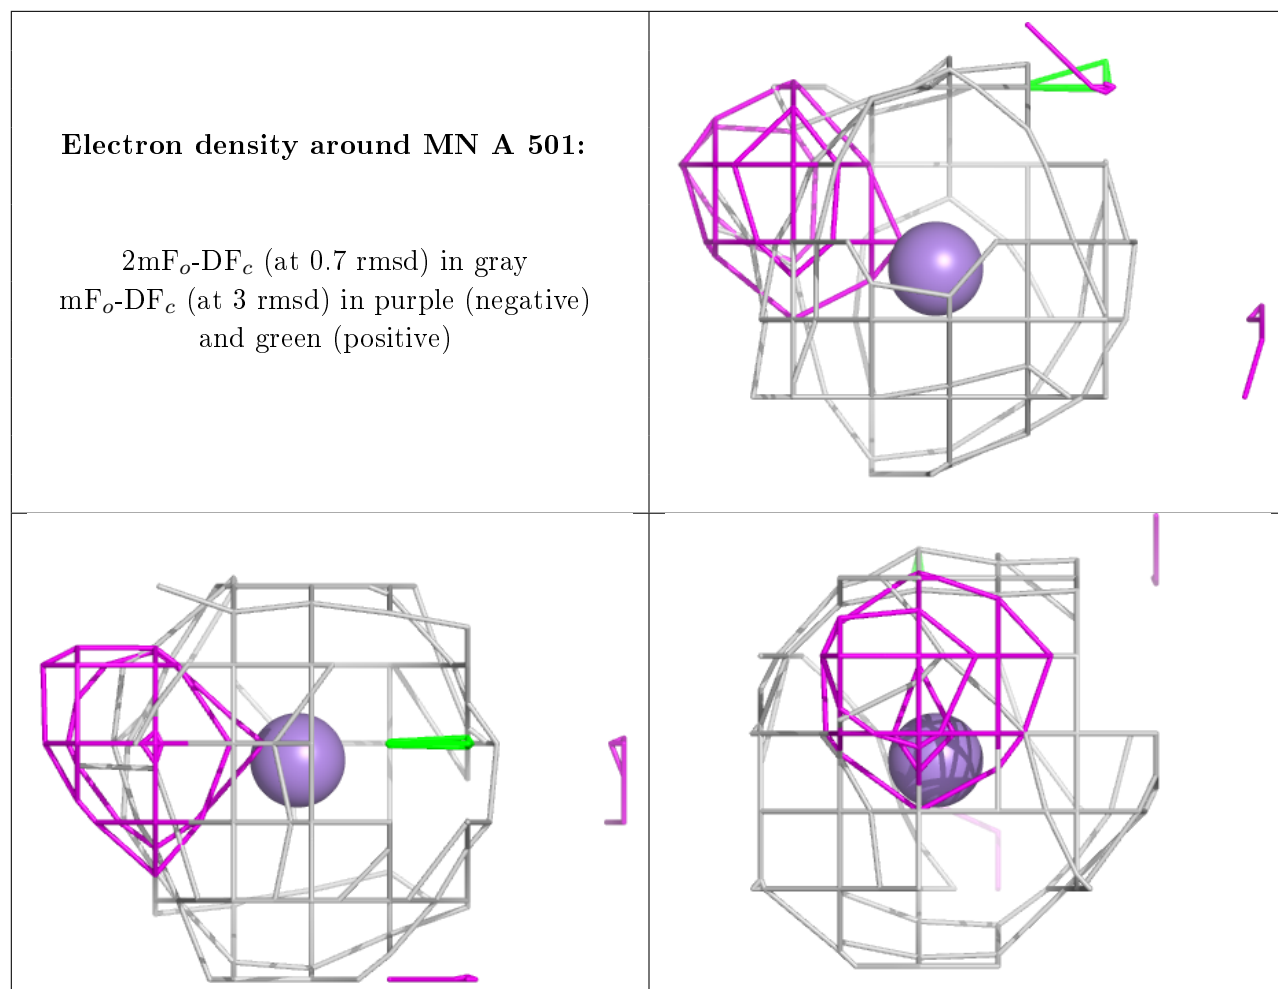 Electron density around MN A 501:
2mFo-DFc (at 0.7 rmsd) in gray
mFo-DFc (at 3 rmsd) in purple (negative)
and green (positive)